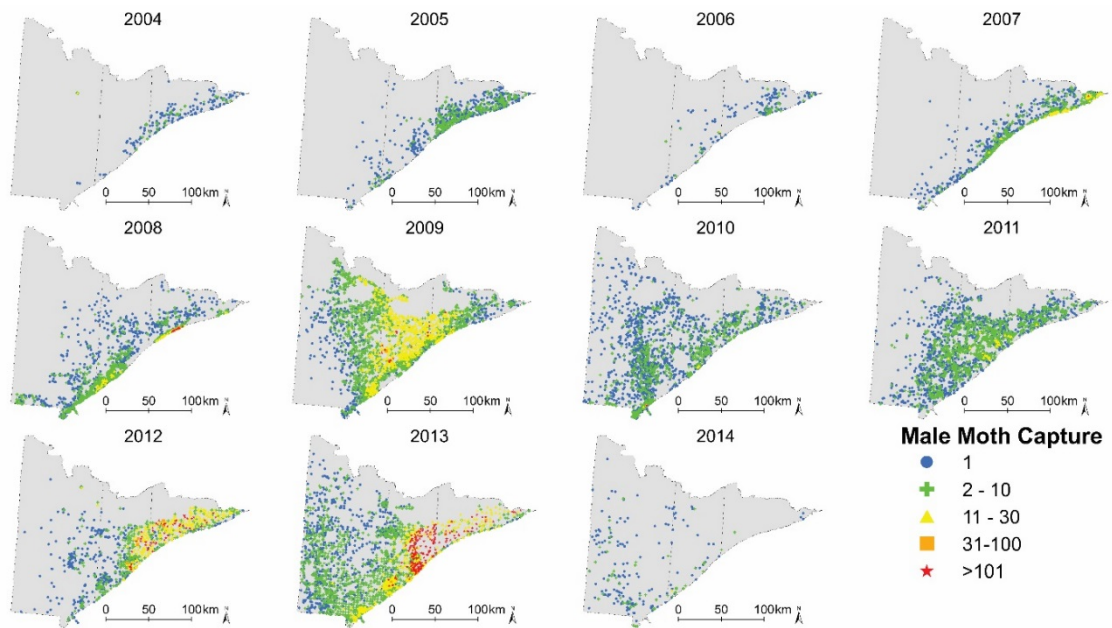 2004 2005 2006 2007
0 50 100km N 0 50 100km N 0 50 100km N 0 50 100km N
2008 2009 2010 2011
0 50 100km N 0 50 100km N 0 50 100km N 0 50 100km N
2012 2013 2014
Male Moth Capture
1
2 - 10
11 - 30
31-100
>101
0 50 100km N 0 50 100km N 0 50 100km N